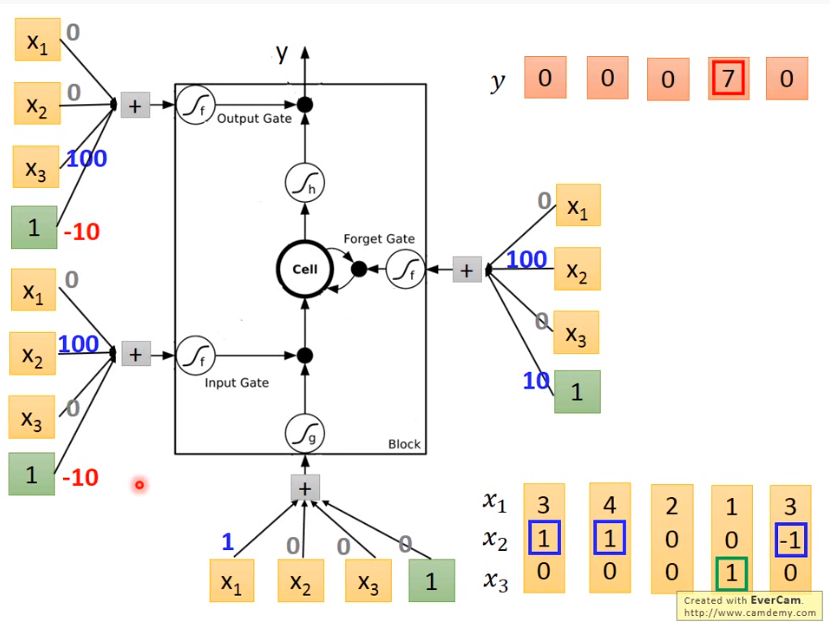 x1 0
x2 0
x3 100
1 -10
+
f
Output Gate
y
h
Cell
Forget Gate
f
+
x1 0
x2 100
x3 0
1 10
x1 0
x2 100
x3 0
1 -10
+
f
Input Gate
g
Block
+
1 0 0 0
x1 x2 x3 1
y 0 0 0 7 0
x1 3 4 2 1 3
x2 1 1 0 0 -1
x3 0 0 0 1 0
Created with EverCam.
http://www.camdemy.com